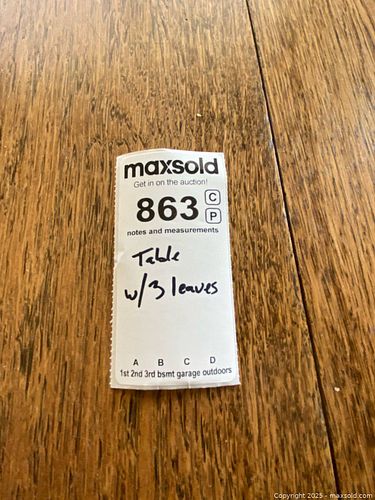 maxsold
Get in on the auction!
863 C
P
notes and measurements
Table
w/3 leaves
A B C D
1st 2nd 3rd bsmt garage outdoors
Copyright 2025 - maxsold.com